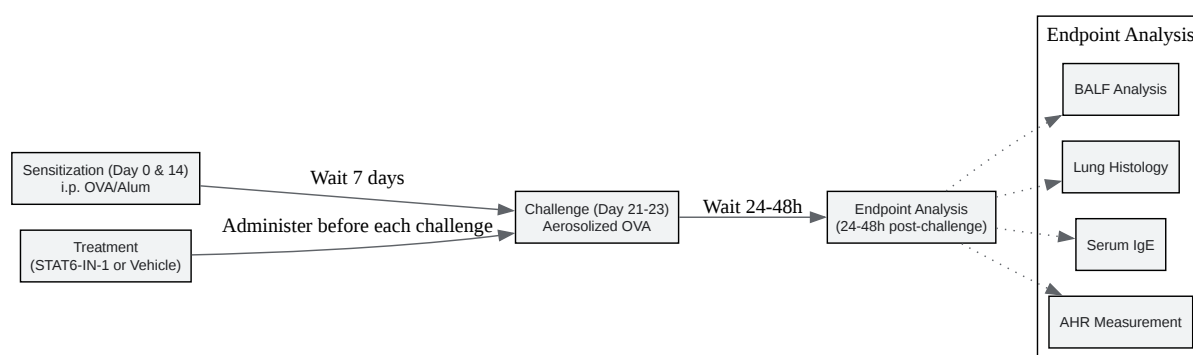 Sensitization (Day 0 & 14)
i.p. OVA/Alum
Treatment
(STAT6-IN-1 or Vehicle)
Wait 7 days
Administer before each challenge
Challenge (Day 21-23)
Aerosolized OVA
Wait 24-48h
Endpoint Analysis
(24-48h post-challenge)
Endpoint Analysis
BALF Analysis
Lung Histology
Serum IgE
AHR Measurement